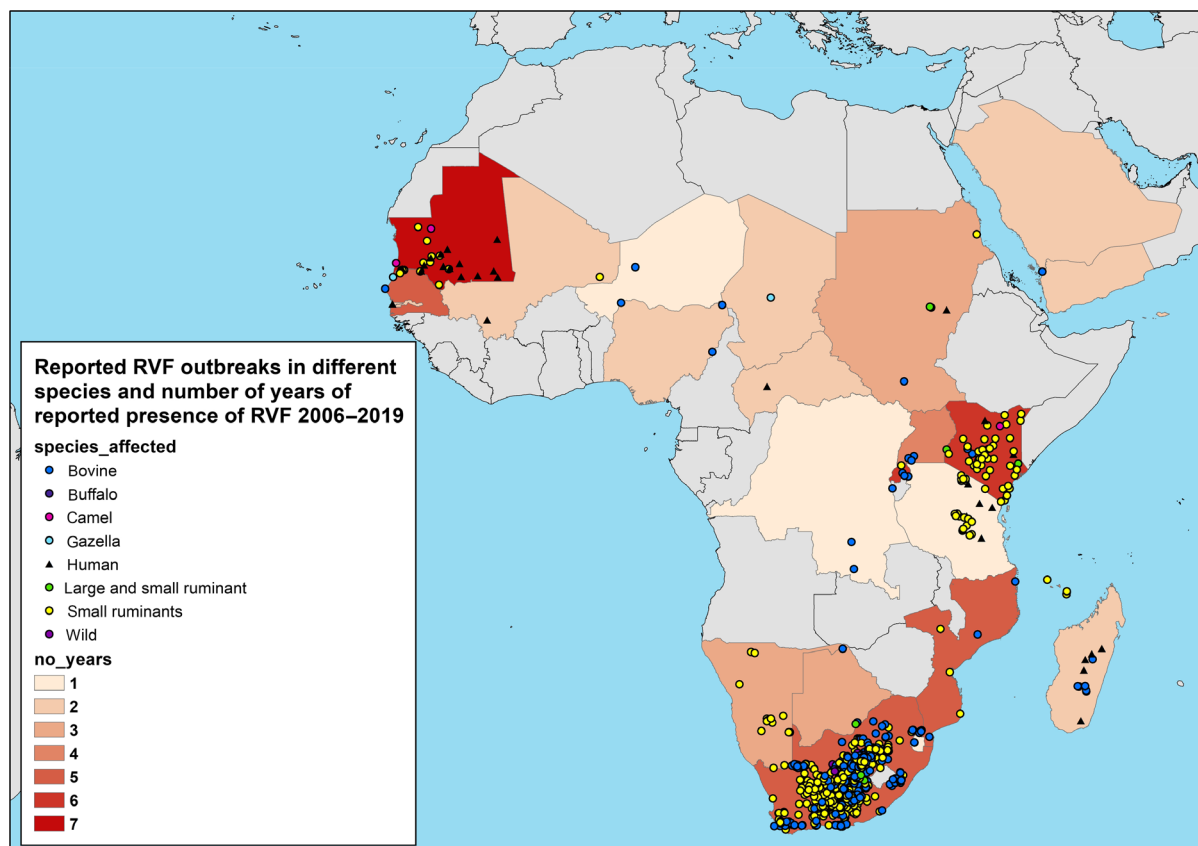 Reported RVF outbreaks in different
species and number of years of
reported presence of RVF 2006–2019
species_affected
Bovine
Buffalo
Camel
Gazella
Human
Large and small ruminant
Small ruminants
Wild
no_years
1
2
3
4
5
6
7